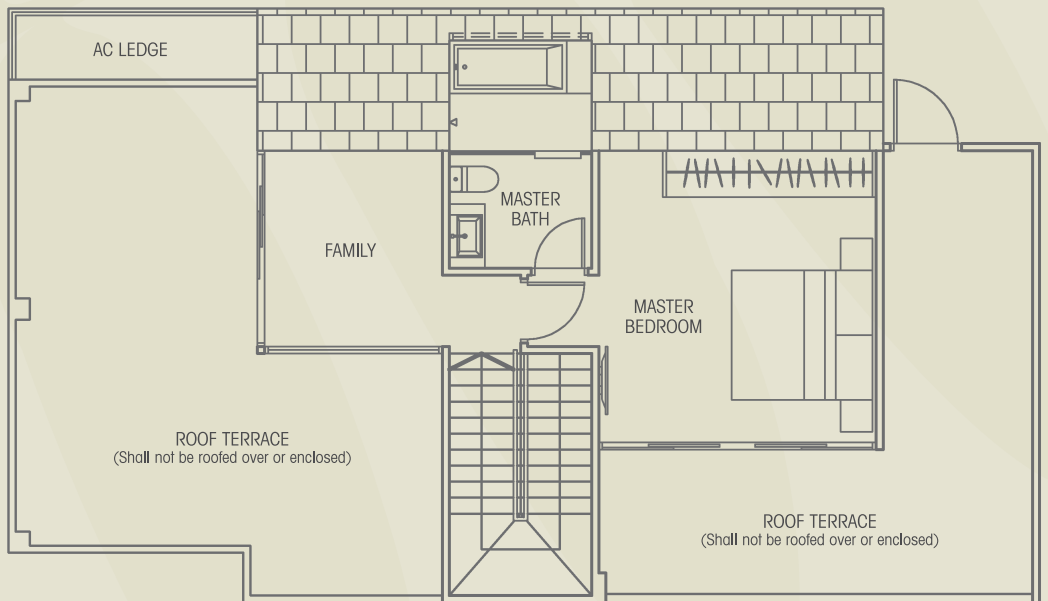 AC LEDGE
MASTER
BATH
FAMILY
MASTER
BEDROOM
ROOF TERRACE
(Shall not be roofed over or enclosed)
ROOF TERRACE
(Shall not be roofed over or enclosed)